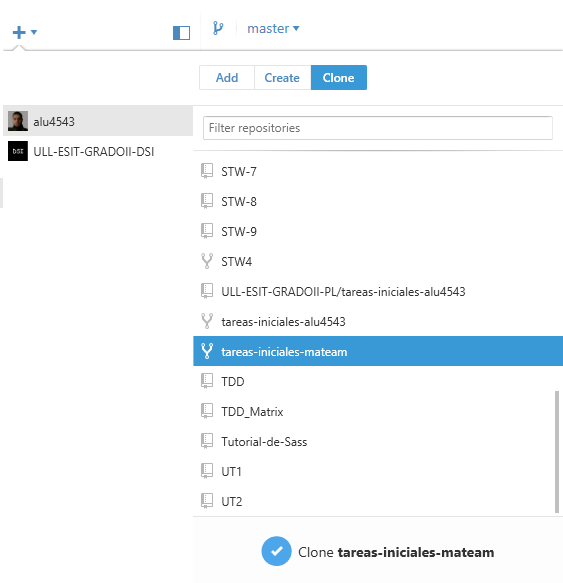 master
Add Create Clone
alu4543
ULL-ESIT-GRADOII-DSI
Filter repositories
STW-7
STW-8
STW-9
STW4
ULL-ESIT-GRADOII-PL/tareas-iniciales-alu4543
tareas-iniciales-alu4543
tareas-iniciales-mateam
TDD
TDD_Matrix
Tutorial-de-Sass
UT1
UT2
Clone tareas-iniciales-mateam